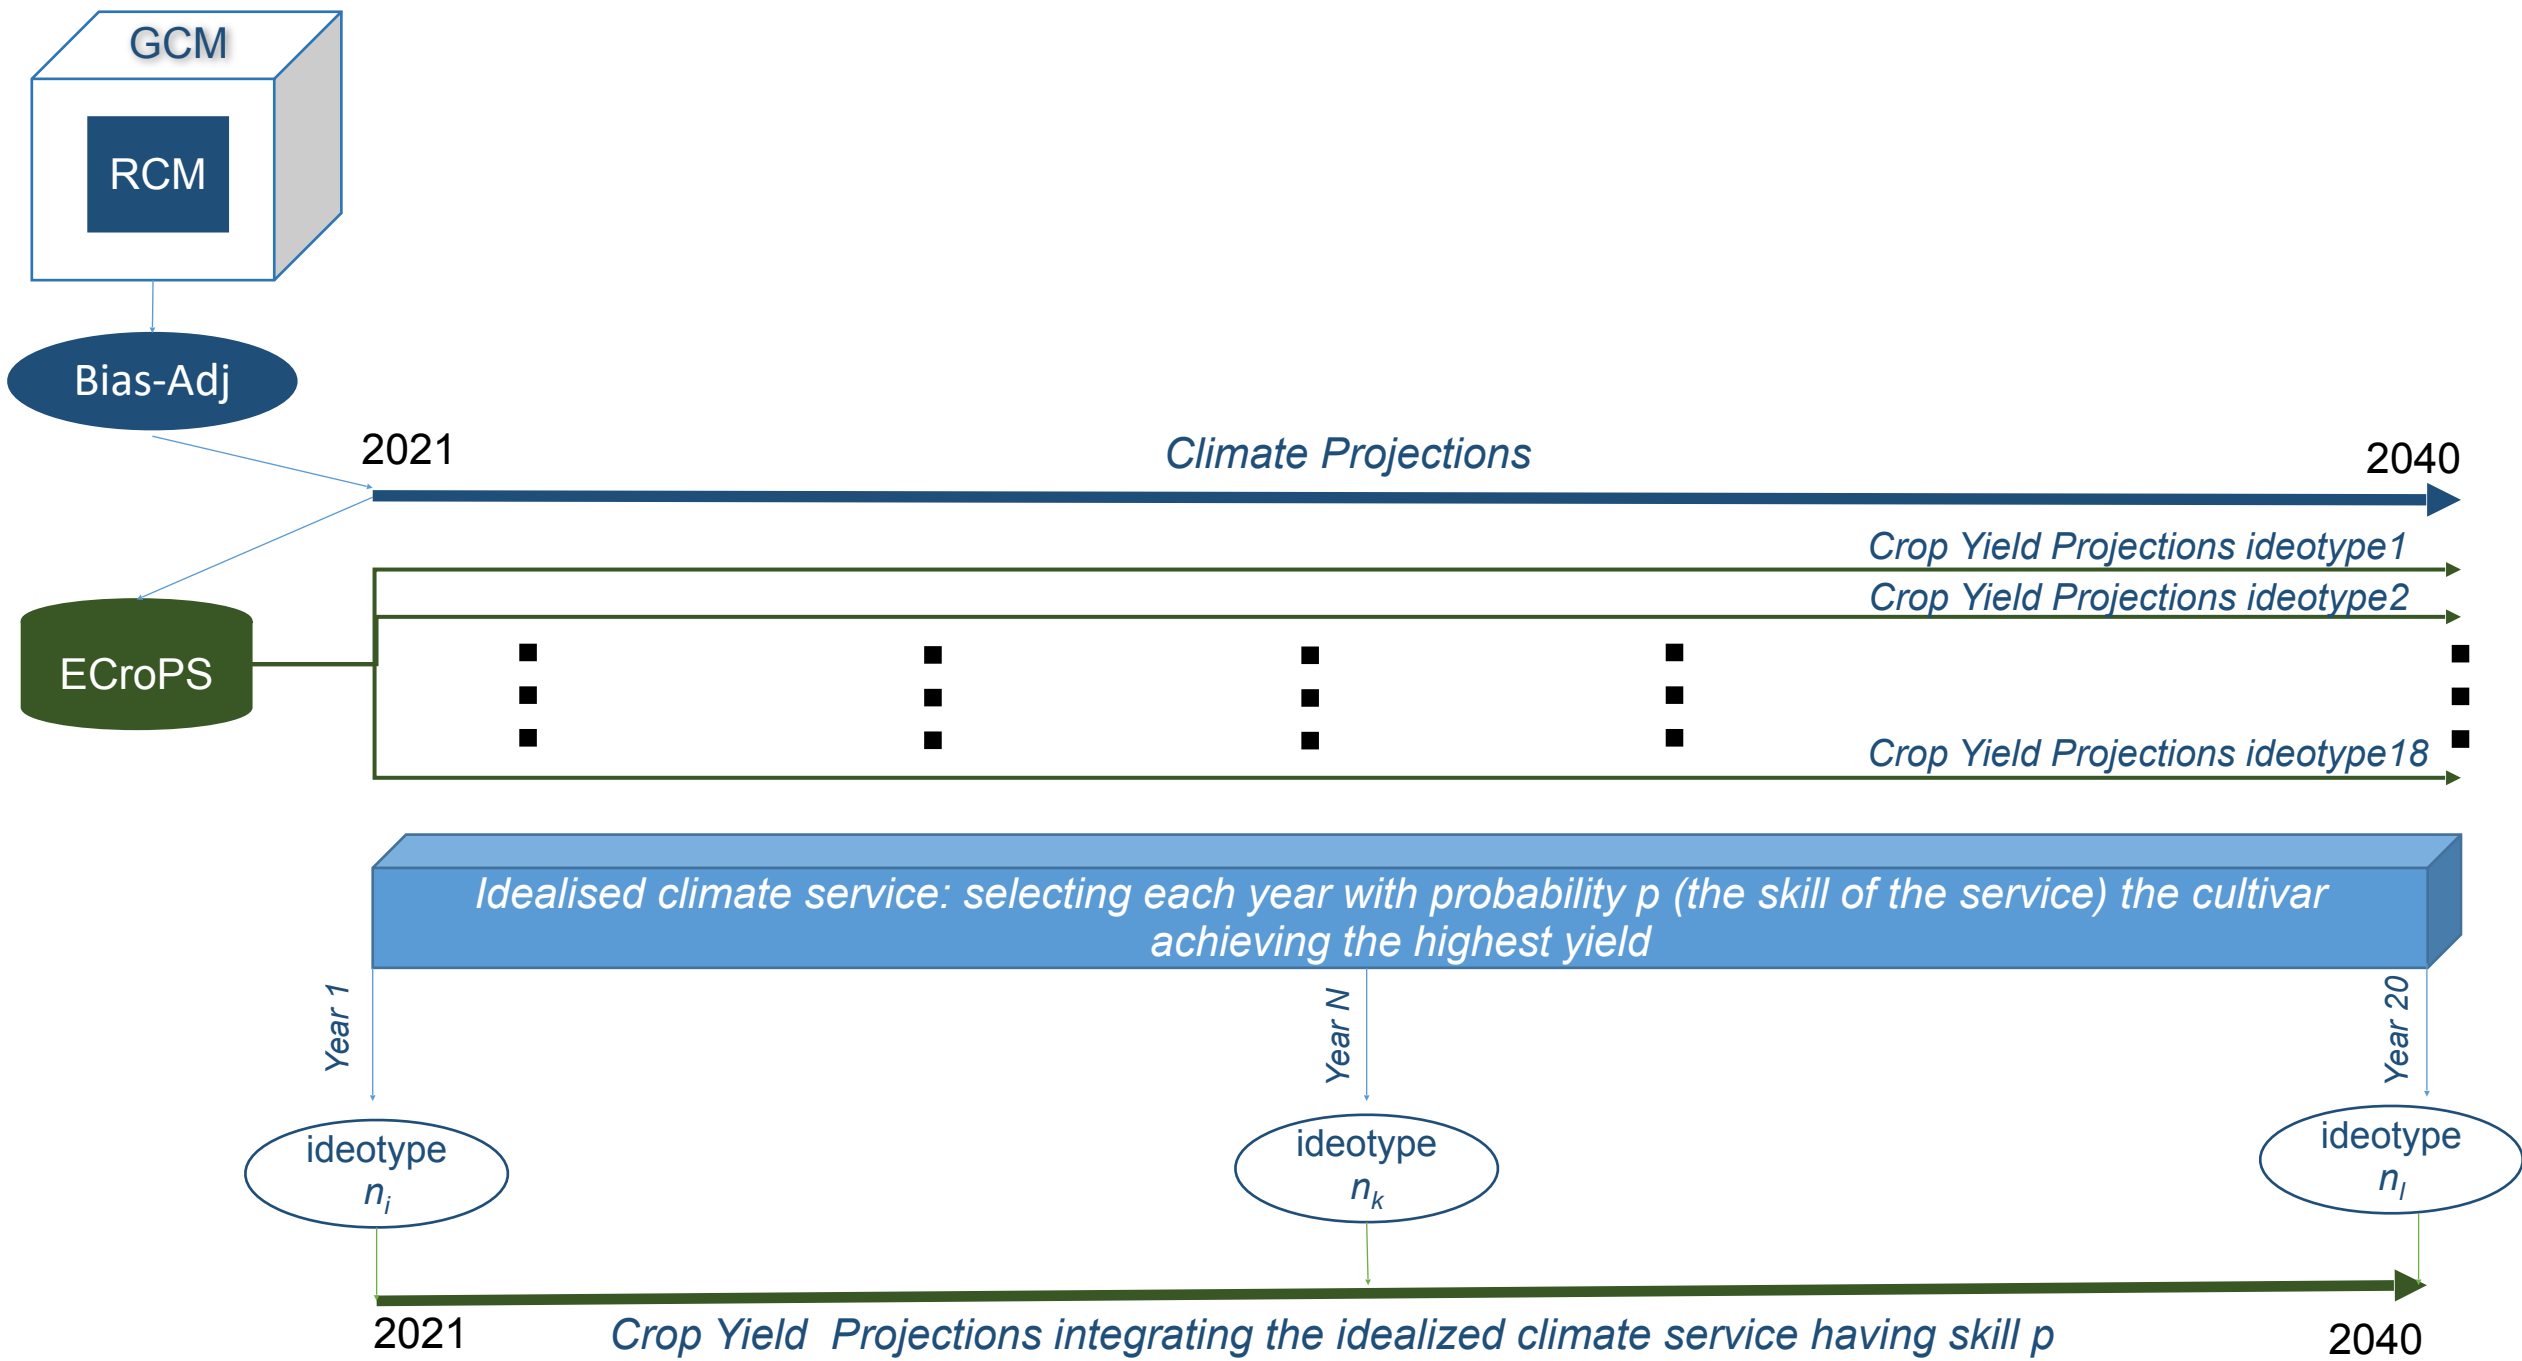 GCM
RCM
Bias-Adj
2021
Climate Projections
2040
Crop Yield Projections ideotype1
Crop Yield Projections ideotype2
ECroPS
Crop Yield Projections ideotype18
Idealised climate service: selecting each year with probability p (the skill of the service) the cultivar
achieving the highest yield
Year 1
Year N
Year 20
ideotype
n_i
ideotype
n_k
ideotype
n_l
2021
Crop Yield  Projections integrating the idealized climate service having skill p
2040